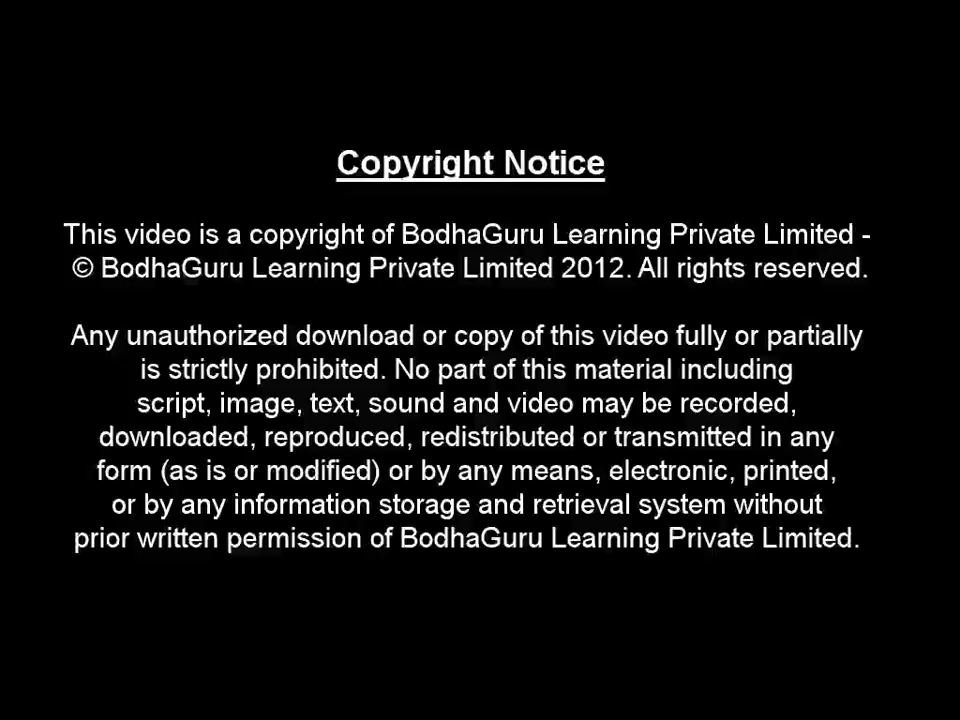 Copyright Notice
This video is a copyright of BodhaGuru Learning Private Limited -
© BodhaGuru Learning Private Limited 2012. All rights reserved.
Any unauthorized download or copy of this video fully or partially
is strictly prohibited. No part of this material including
script, image, text, sound and video may be recorded,
downloaded, reproduced, redistributed or transmitted in any
form (as is or modified) or by any means, electronic, printed,
or by any information storage and retrieval system without
prior written permission of BodhaGuru Learning Private Limited.